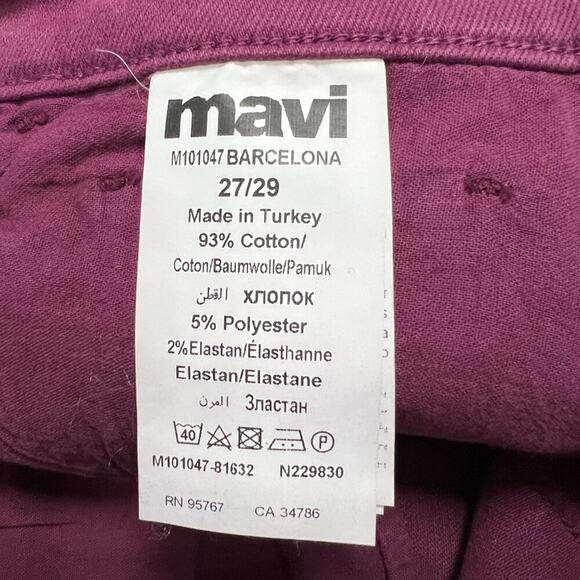 mavi
M101047 BARCELONA
27/29
Made in Turkey
93% Cotton/
Coton/Baumwolle/Pamuk
القطن хлопок
5% Polyester
2%Elastan/Élasthanne
Elastan/Elastane
المرن Эластан
40 P
M101047-81632 N229830
RN 95767 CA 34786